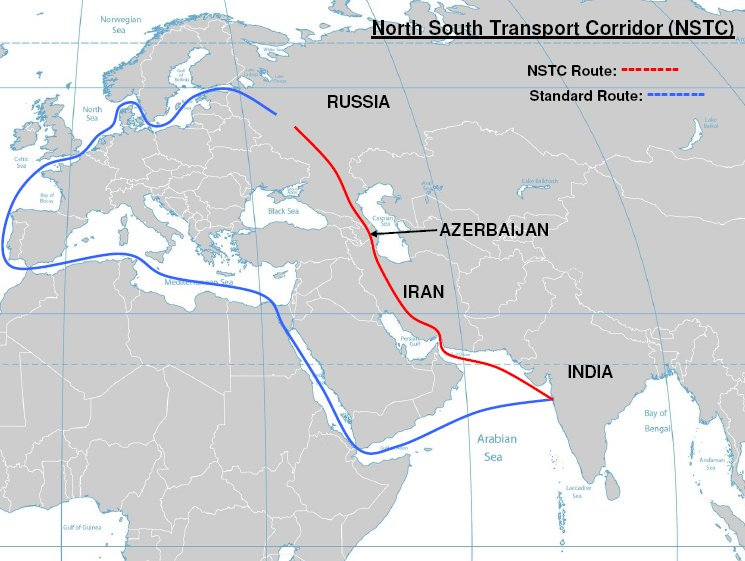 North South Transport Corridor (NSTC)
Norwegian
Sea
NSTC Route:
Standard Route:
RUSSIA
North
Sea
Celtic
Sea
Bay of
Biscay
Black Sea
Caspian
Sea
Aral
Sea
Lake Balkhash
Lake
Baikal
AZERBAIJAN
Mediterranean Sea
IRAN
Persian
Gulf
INDIA
Arabian
Sea
Bay of
Bengal
Andaman
Sea
Laccadive
Sea
Gulf of Guinea